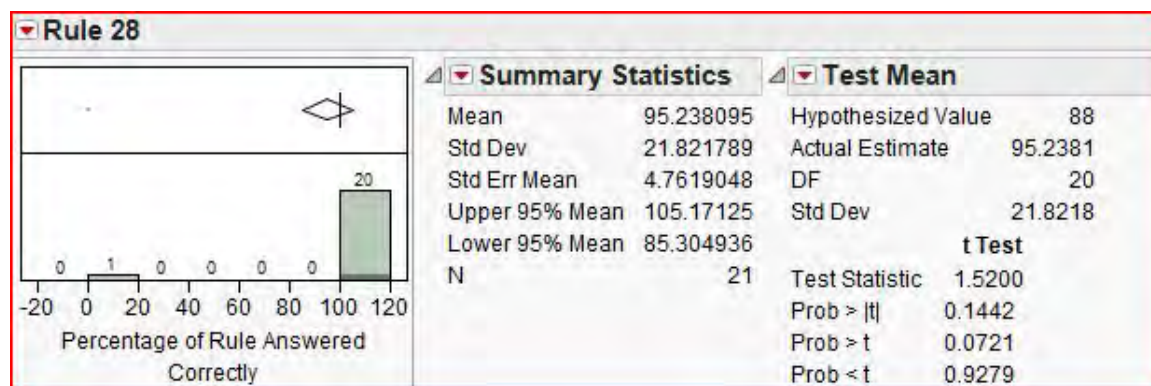 Rule 28
20
0 1 0 0 0 0
-20 0 20 40 60 80 100 120
Percentage of Rule Answered
Correctly
Summary Statistics
Mean 95.238095
Std Dev 21.821789
Std Err Mean 4.7619048
Upper 95% Mean 105.17125
Lower 95% Mean 85.304936
N 21
Test Mean
Hypothesized Value 88
Actual Estimate 95.2381
DF 20
Std Dev 21.8218
t Test
Test Statistic 1.5200
Prob > |t| 0.1442
Prob > t 0.0721
Prob < t 0.9279